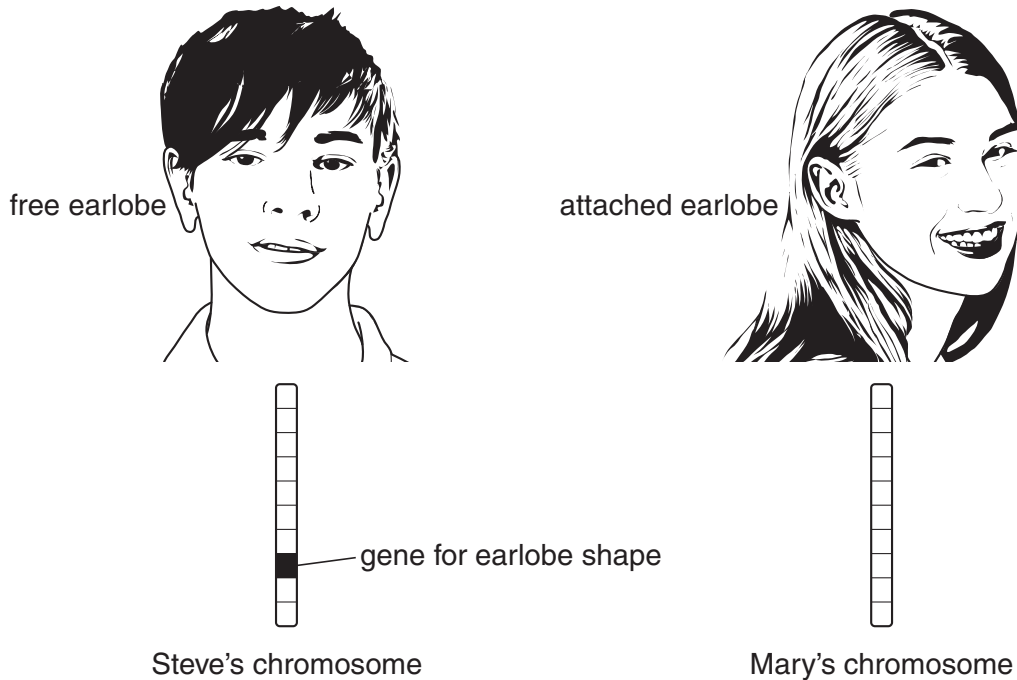 free earlobe
attached earlobe
gene for earlobe shape
Steve’s chromosome
Mary’s chromosome